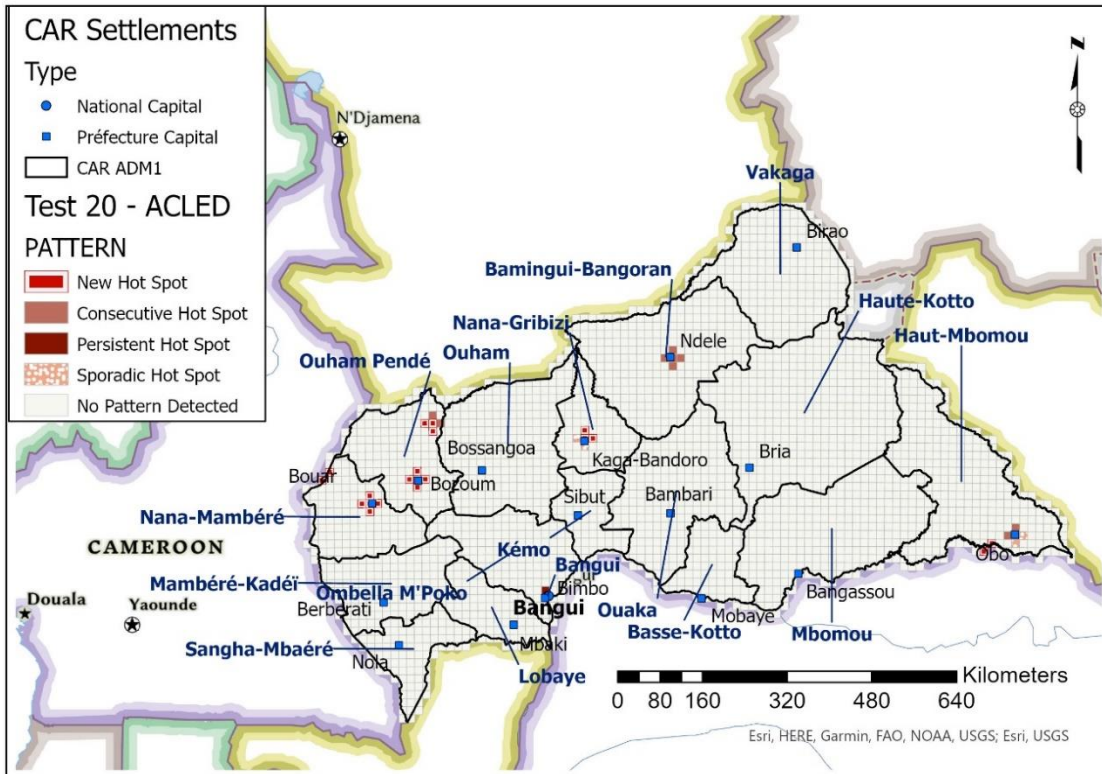 CAR Settlements
Type
National Capital
Préfecture Capital
CAR ADM1
Test 20 - ACLED
PATTERN
New Hot Spot
Consecutive Hot Spot
Persistent Hot Spot
Sporadic Hot Spot
No Pattern Detected
N
N'Djamena
Vakaga
Birao
Bamingui-Bangoran
Haute-Kotto
Nana-Gribizi
Haut-Mbomou
Ndele
Ouham Pendé
Ouham
Bossangoa
Kaga-Bandoro
Bria
Bouar
Bozoum
Sibut
Bambari
Nana-Mambéré
CAMEROON
Kémo
Bangui
Obo
Mambéré-Kadéï
Ombella M'Poko
ur
Bimbo
Bangassou
Douala
Yaounde
Berberati
Bangui
Ouaka
Mobaye
Basse-Kotto
Mbomou
Mbaki
Sangha-Mbaéré
Nola
Lobaye
Kilometers
0 80 160 320 480 640
Esri, HERE, Garmin, FAO, NOAA, USGS; Esri, USGS